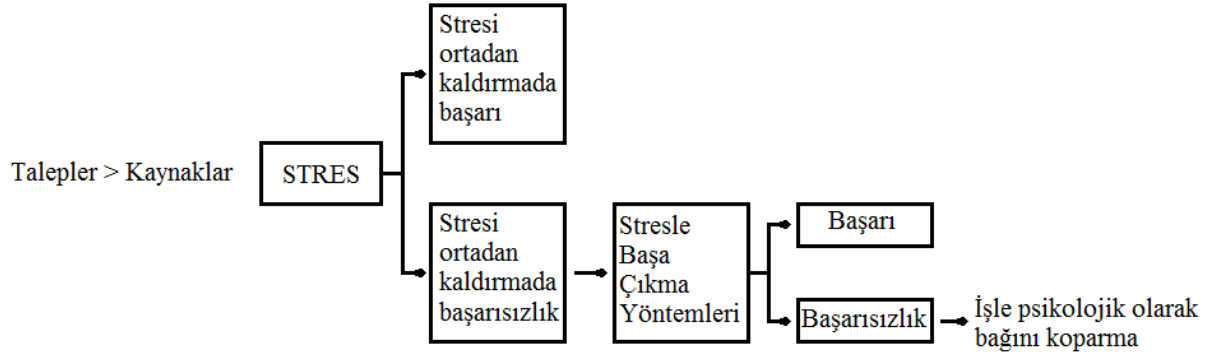 Stresi
ortadan
kaldırmada
başarı
Talepler > Kaynaklar
STRES
Stresi
ortadan
kaldırmada
başarısızlık
Stresle
Başa
Çıkma
Yöntemleri
Başarı
Başarısızlık
İşle psikolojik olarak
bağını koparma